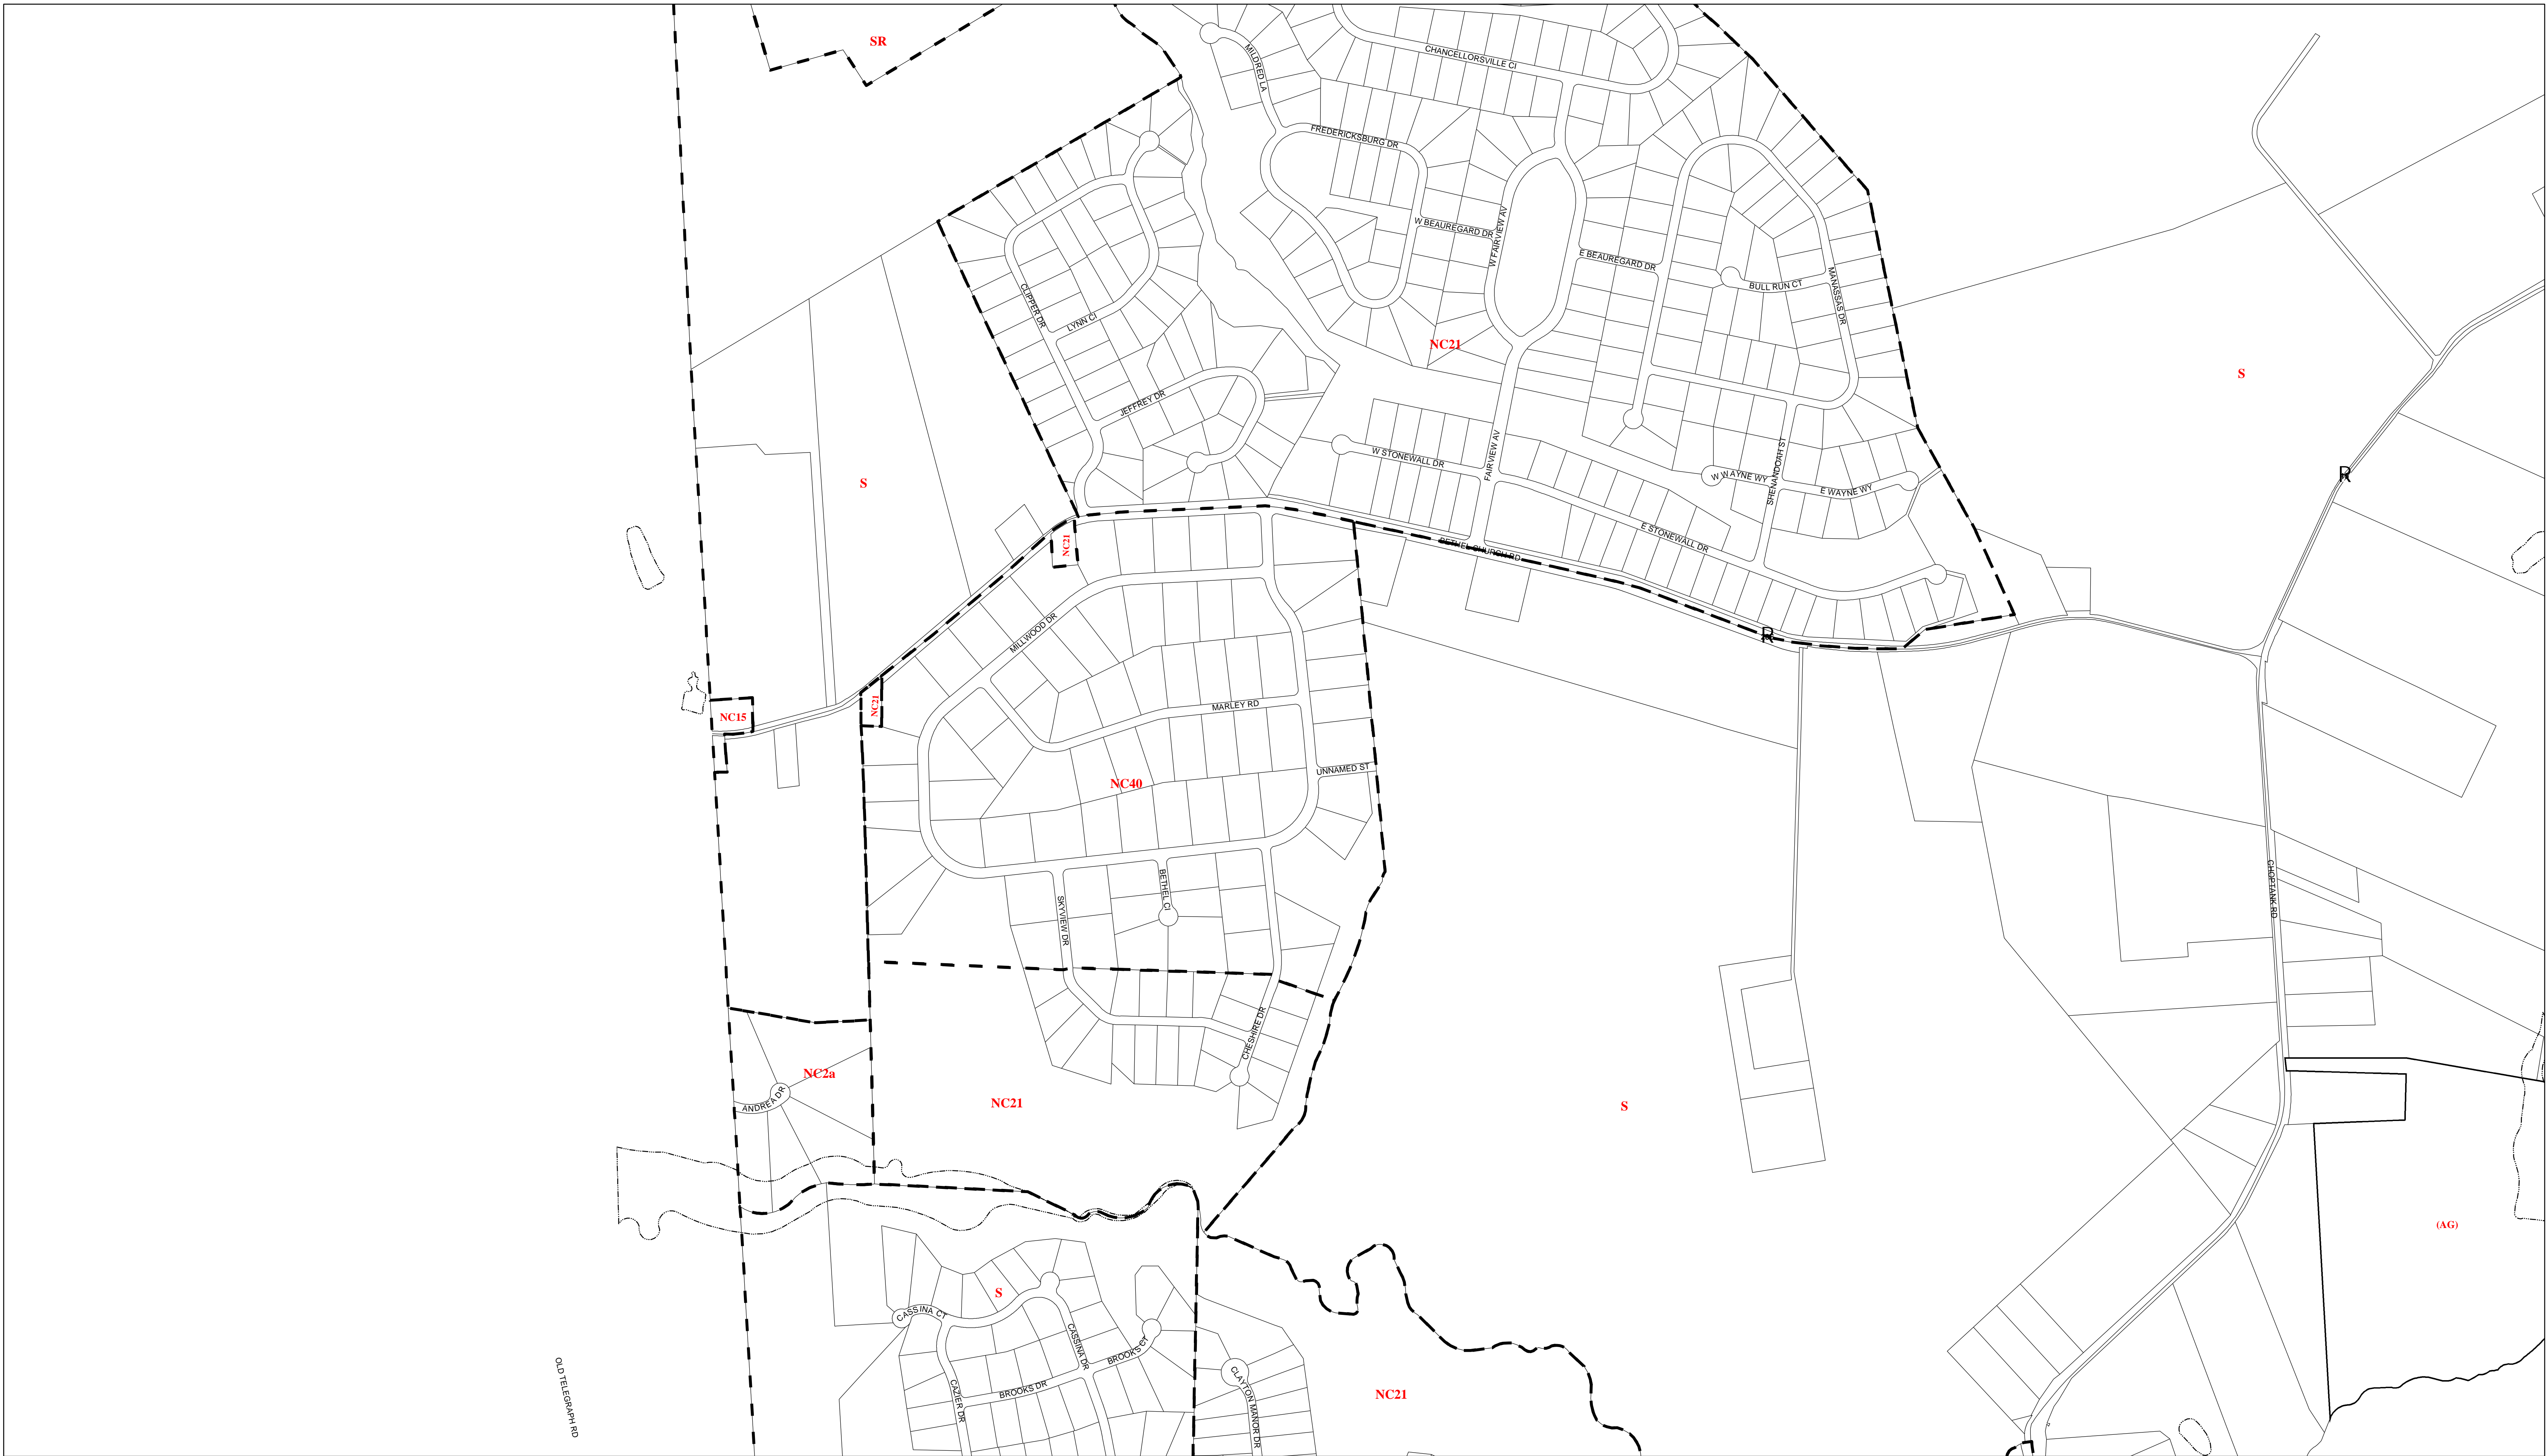 SR
CHANCELLORSVILLE CI
MILDRED LA
FREDERICKSBURG DR
W BEAUREGARD DR
W FAIRVIEW AV
E BEAUREGARD DR
BULL RUN CT
MANASSAS DR
CLIPPER DR
LYNN CI
NC21
S
JEFFREY DR
FAIRVIEW AV
W STONEWALL DR
SHENANDOAH ST
W WAYNE WY
E WAYNE WY
R
S
E STONEWALL DR
BETHEL CHURCH RD
NC21
MILLWOOD DR
R
NC21
NC15
MARLEY RD
UNNAMED ST
NC40
BETHEL CI
SKYVIEW DR
CHOPTANK RD
CHESHIRE DR
NC2a
ANDREA DR
NC21
S
(AG)
S
CASSINA CT
CASSINA DR
BROOKS CT
BROOKS DR
CAZIER DR
CLAYTON MANOR DR
NC21
OLD TELEGRAPH RD